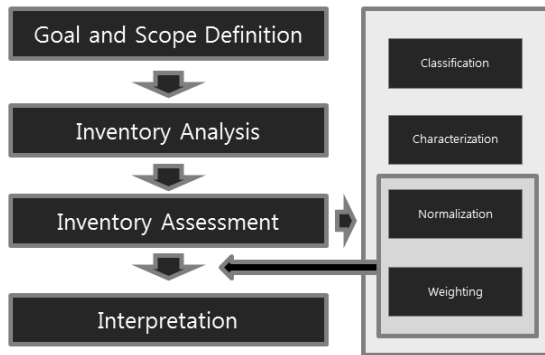 Goal and Scope Definition
Inventory Analysis
Inventory Assessment
Interpretation
Classification
Characterization
Normalization
Weighting